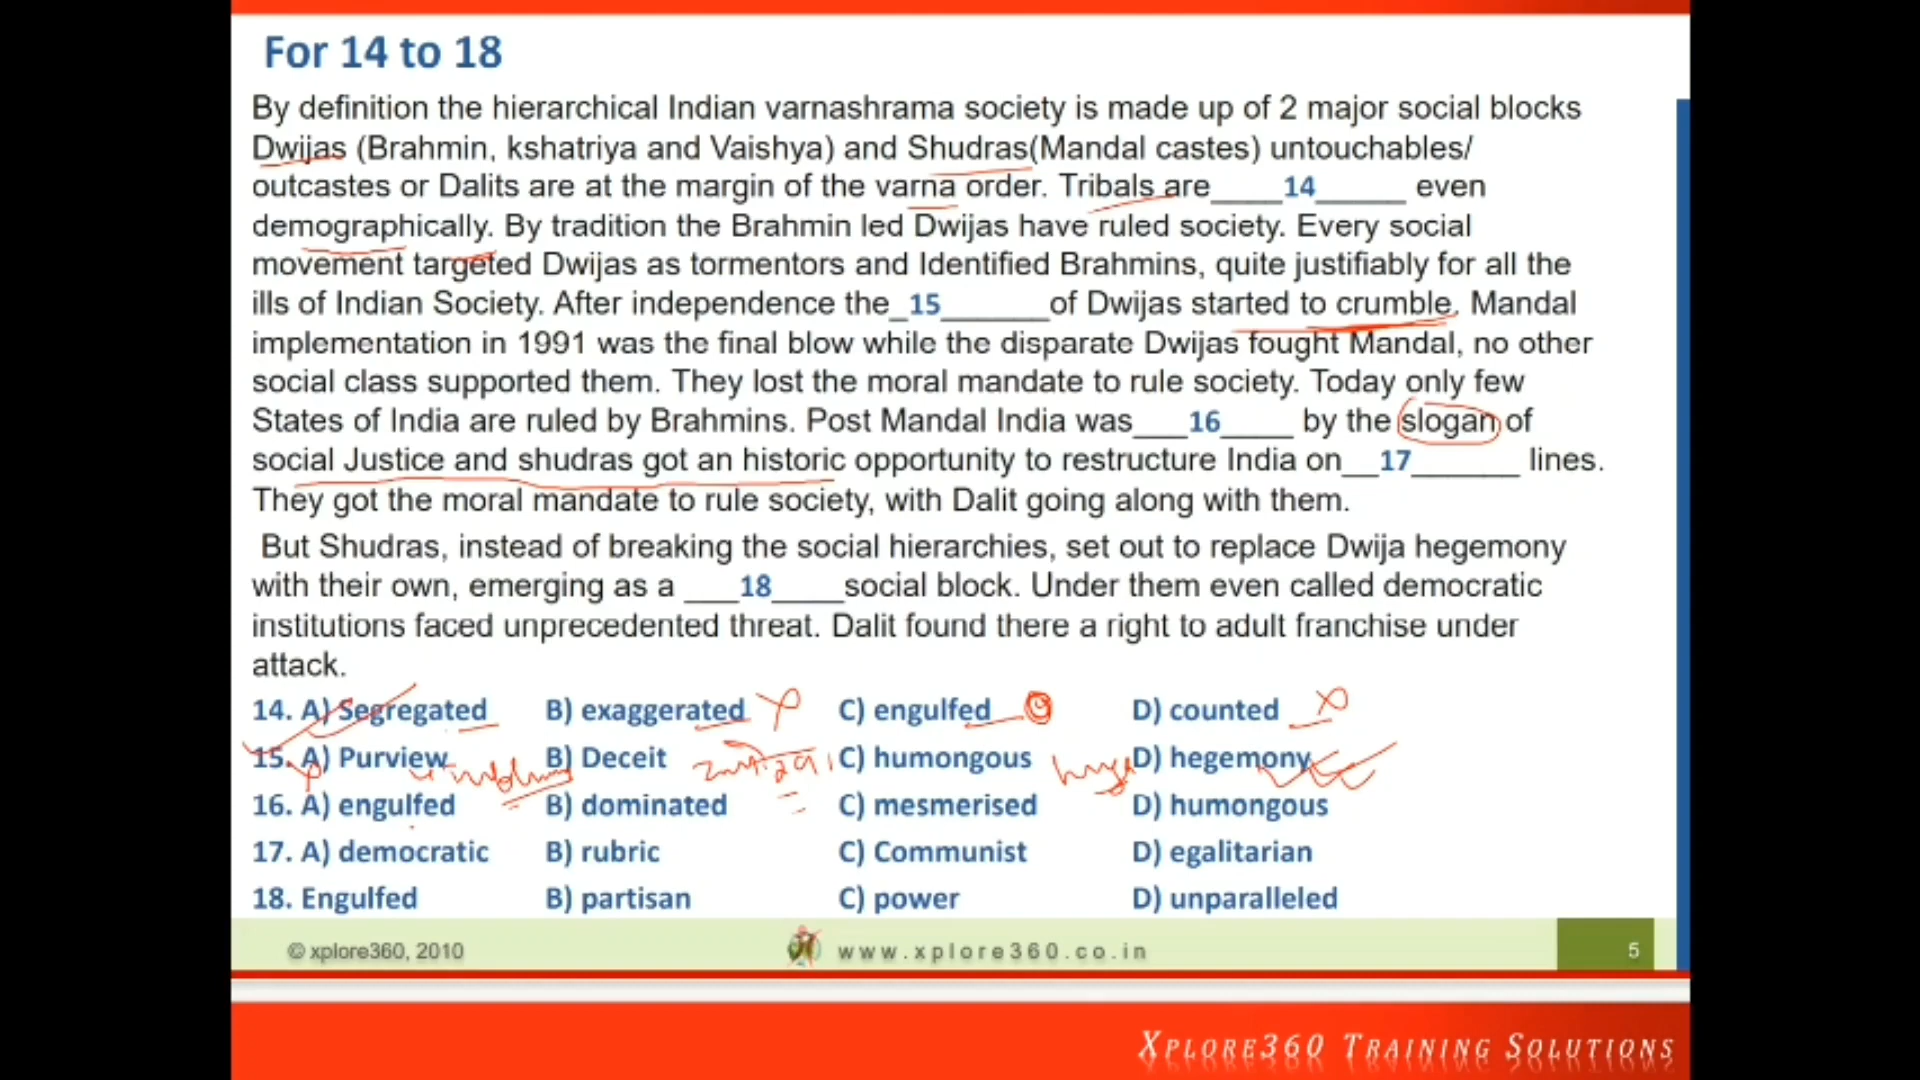 For 14 to 18
By definition the hierarchical Indian varnashrama society is made up of 2 major social blocks
Dwijas (Brahmin, kshatriya and Vaishya) and Shudras(Mandal castes) untouchables/
outcastes or Dalits are at the margin of the varna order. Tribals are____14_____ even
demographically. By tradition the Brahmin led Dwijas have ruled society. Every social
movement targeted Dwijas as tormentors and Identified Brahmins, quite justifiably for all the
ills of Indian Society. After independence the_15______of Dwijas started to crumble. Mandal
implementation in 1991 was the final blow while the disparate Dwijas fought Mandal, no other
social class supported them. They lost the moral mandate to rule society. Today only few
States of India are ruled by Brahmins. Post Mandal India was___16____ by the slogan of
social Justice and shudras got an historic opportunity to restructure India on__17______ lines.
They got the moral mandate to rule society, with Dalit going along with them.
But Shudras, instead of breaking the social hierarchies, set out to replace Dwija hegemony
with their own, emerging as a ___18____social block. Under them even called democratic
institutions faced unprecedented threat. Dalit found there a right to adult franchise under
attack.
14. A) Segregated B) exaggerated C) engulfed D) counted
15. A) Purview B) Deceit C) humongous huge D) hegemony
16. A) engulfed B) dominated C) mesmerised D) humongous
17. A) democratic B) rubric C) Communist D) egalitarian
18. Engulfed B) partisan C) power D) unparalleled
© xplore360, 2010 www.xplore360.co.in 5
XPLORE360 TRAINING SOLUTIONS